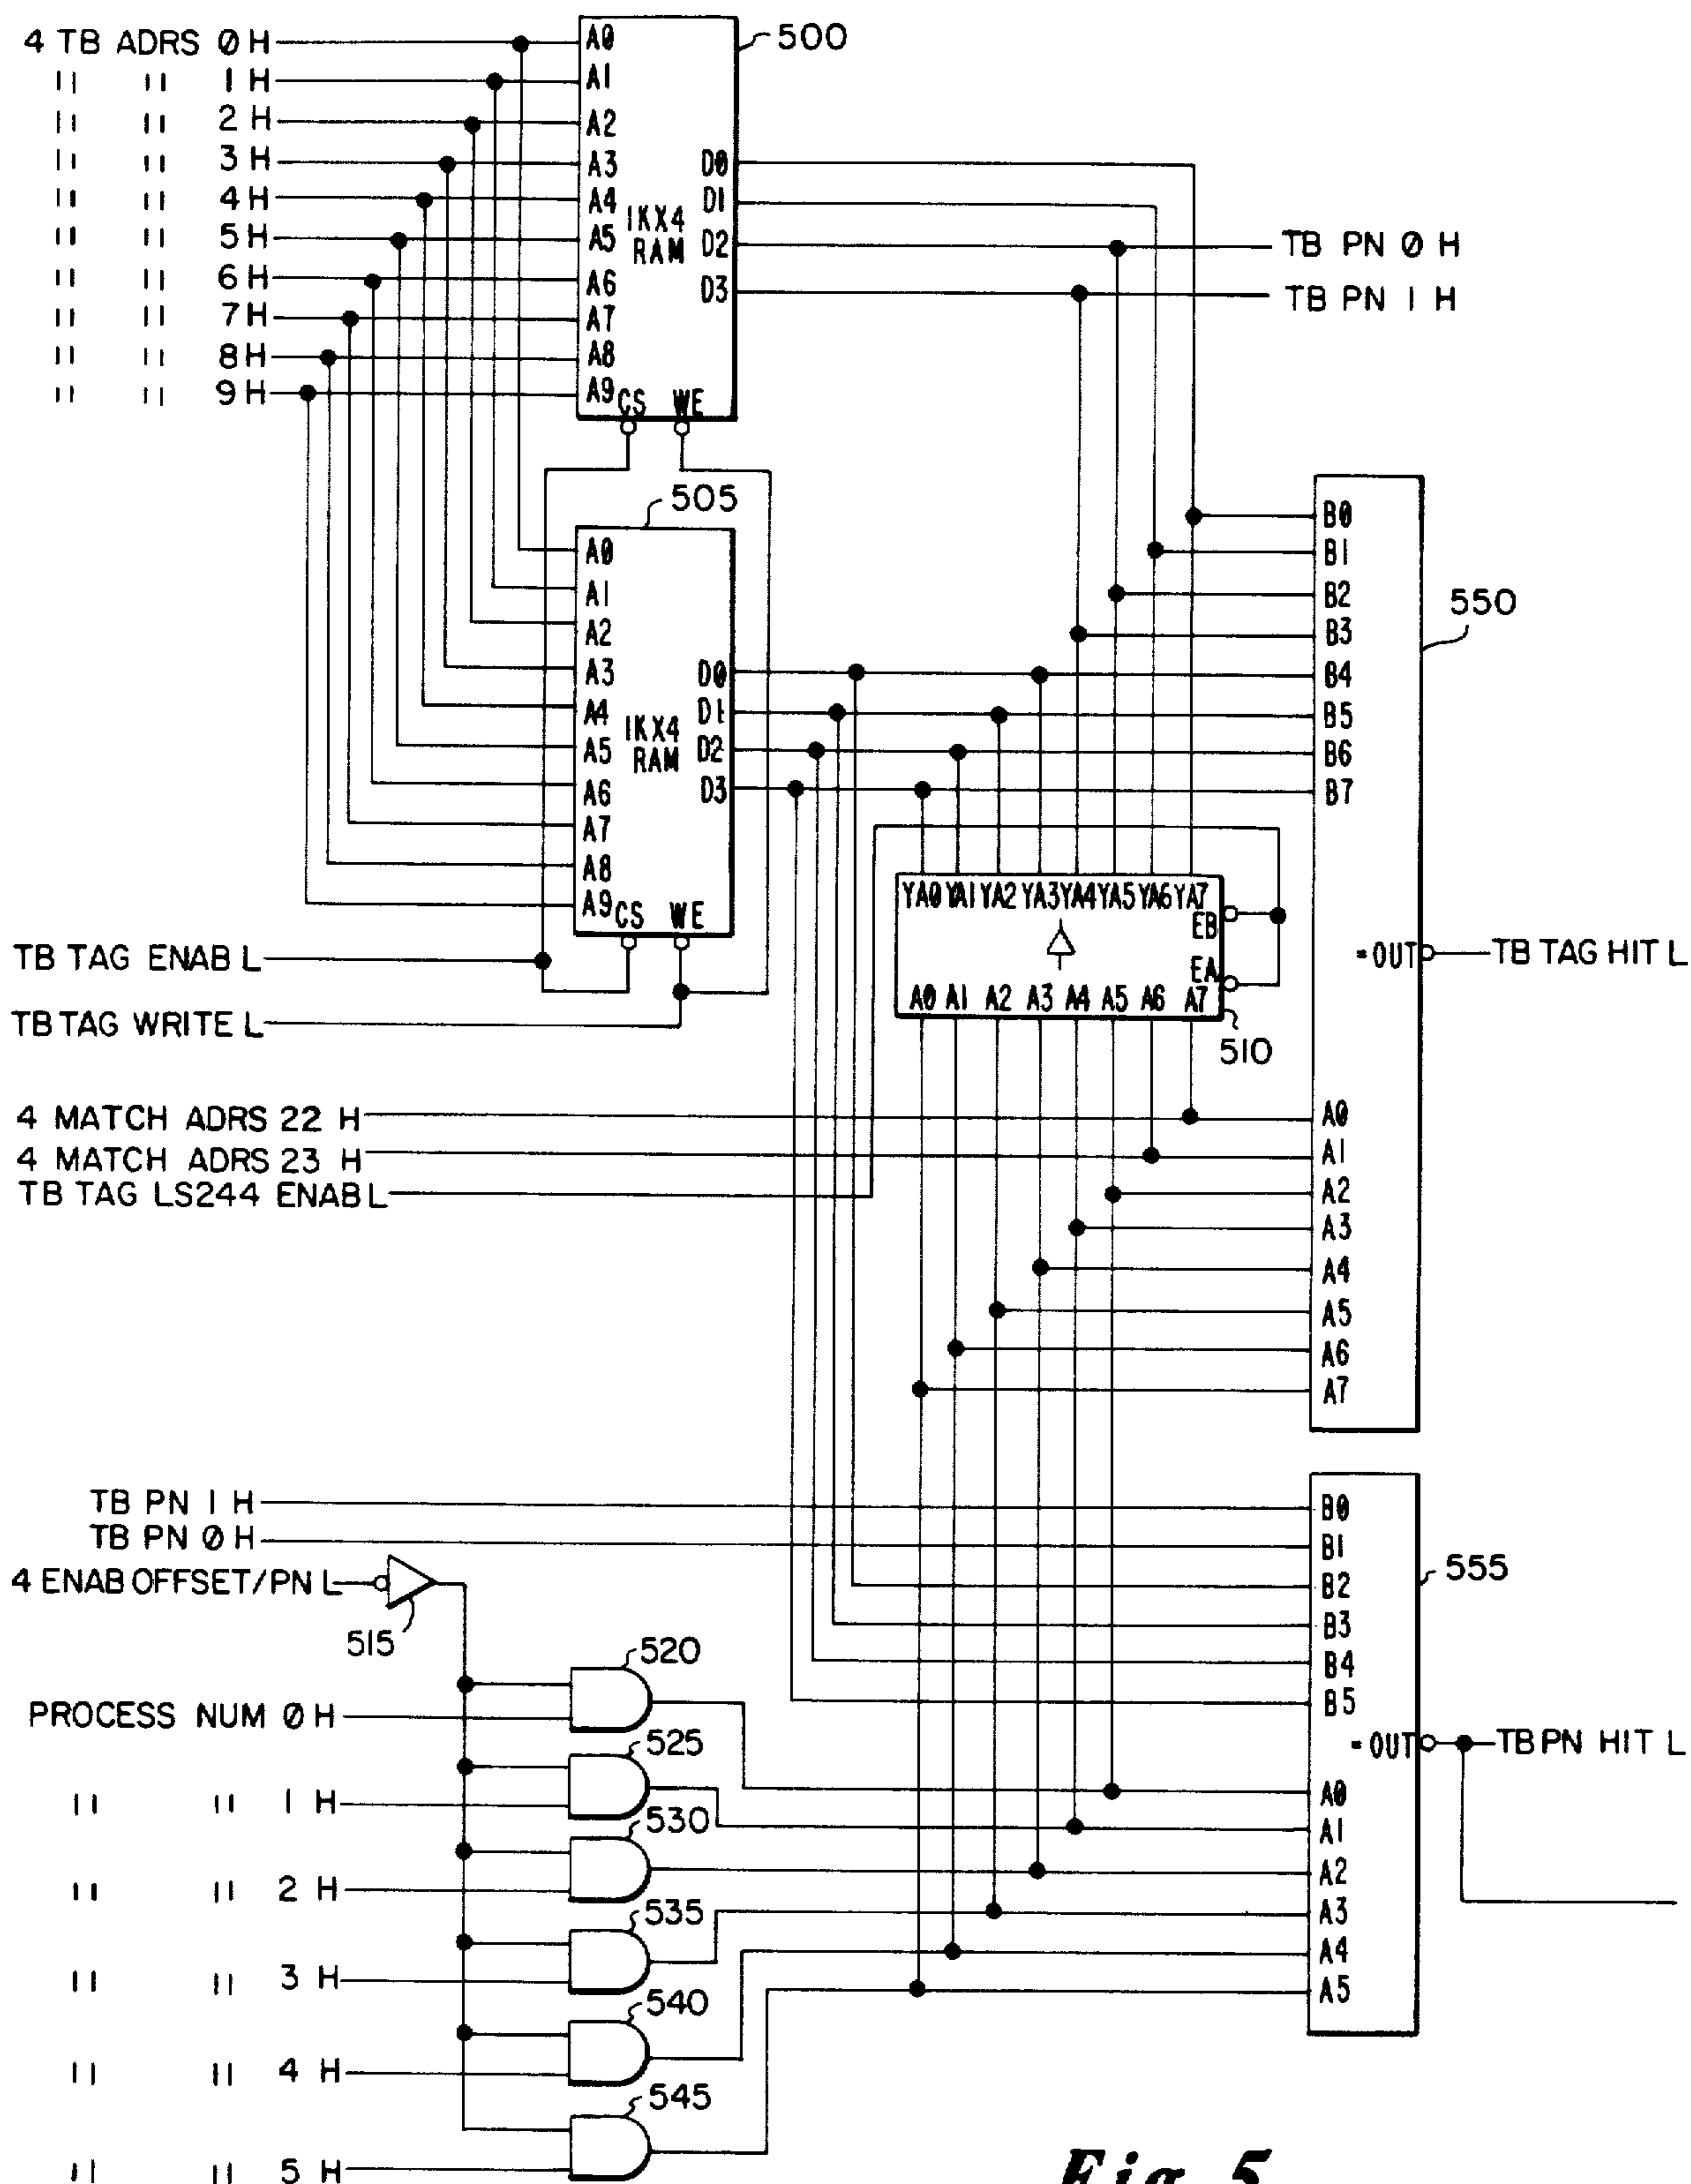 4 TB ADRS 0 H
" " 1 H
" " 2 H
" " 3 H
" " 4 H
" " 5 H
" " 6 H
" " 7 H
" " 8 H
" " 9 H
500
A0
A1
A2
A3
A4
A5
A6
A7
A8
A9
1KX4
RAM
D0
D1
D2
D3
CS WE
TB PN 0 H
TB PN 1 H
505
A0
A1
A2
A3
A4
A5
A6
A7
A8
A9
1KX4
RAM
D0
D1
D2
D3
CS WE
TB TAG ENAB L
TB TAG WRITE L
YA0 YA1 YA2 YA3 YA4 YA5 YA6 YA7
EB
EA
A0 A1 A2 A3 A4 A5 A6 A7
510
550
B0
B1
B2
B3
B4
B5
B6
B7
=OUT
TB TAG HIT L
A0
A1
A2
A3
A4
A5
A6
A7
4 MATCH ADRS 22 H
4 MATCH ADRS 23 H
TB TAG LS244 ENAB L
TB PN 1 H
TB PN 0 H
4 ENAB OFFSET/PN L
515
520
PROCESS NUM 0 H
525
" " 1 H
530
" " 2 H
535
" " 3 H
540
" " 4 H
545
" " 5 H
555
B0
B1
B2
B3
B4
B5
=OUT
TB PN HIT L
A0
A1
A2
A3
A4
A5
Fig. 5